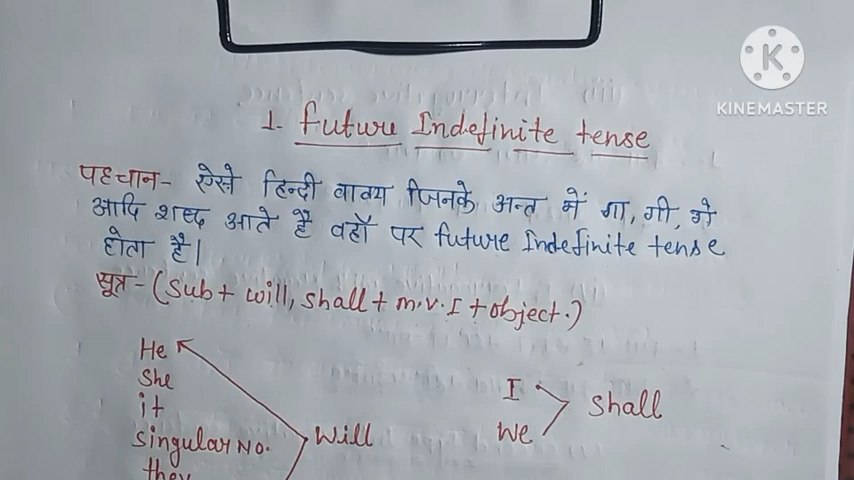 KINEMASTER
1. Future Indefinite tense
पहचान- ऐसे हिन्दी वाक्य जिनके अन्त में गा, गी, गे
आदि शब्द आते है वहाँ पर future Indefinite tense
होता है।
सूत्र- (Sub + will, shall + m.v. I + object.)
He
She
it
Singular No.
they
Will
I
We
Shall